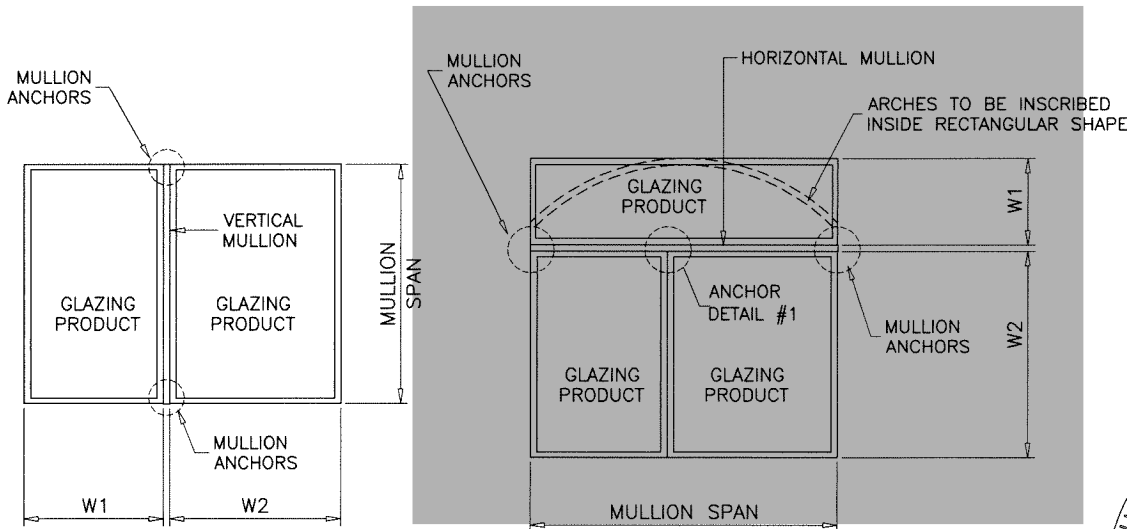 MULLION
ANCHORS
VERTICAL
MULLION
GLAZING
PRODUCT
GLAZING
PRODUCT
MULLION
SPAN
MULLION
ANCHORS
W1
W2
MULLION
ANCHORS
HORIZONTAL MULLION
ARCHES TO BE INSCRIBED
INSIDE RECTANGULAR SHAPE
GLAZING
PRODUCT
W1
ANCHOR
DETAIL #1
MULLION
ANCHORS
W2
GLAZING
PRODUCT
GLAZING
PRODUCT
MULLION SPAN